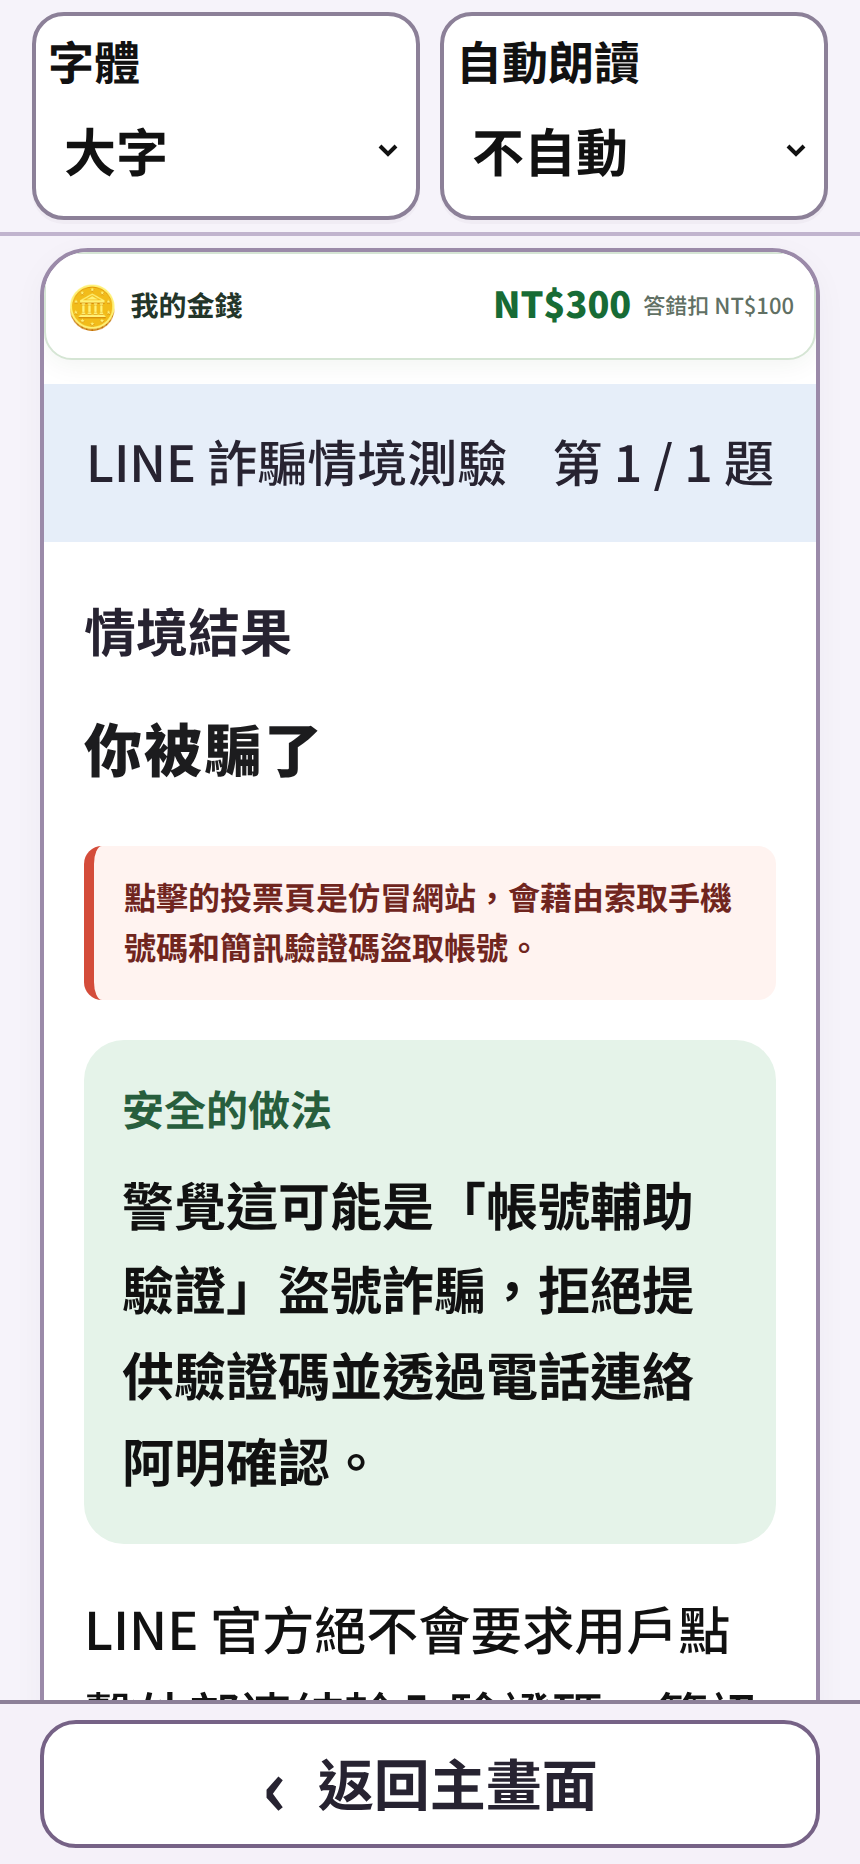 字體
自動朗讀
大字
不自動
我的金錢
NT$300 答錯扣 NT$100
LINE 詐騙情境測驗 第 1 / 1 題
情境結果
你被騙了
點擊的投票頁是仿冒網站，會藉由索取手機
號碼和簡訊驗證碼盜取帳號。
安全的做法
警覺這可能是「帳號輔助
驗證」盜號詐騙，拒絕提
供驗證碼並透過電話連絡
阿明確認。
LINE 官方絕不會要求用戶點
‹ 返回主畫面